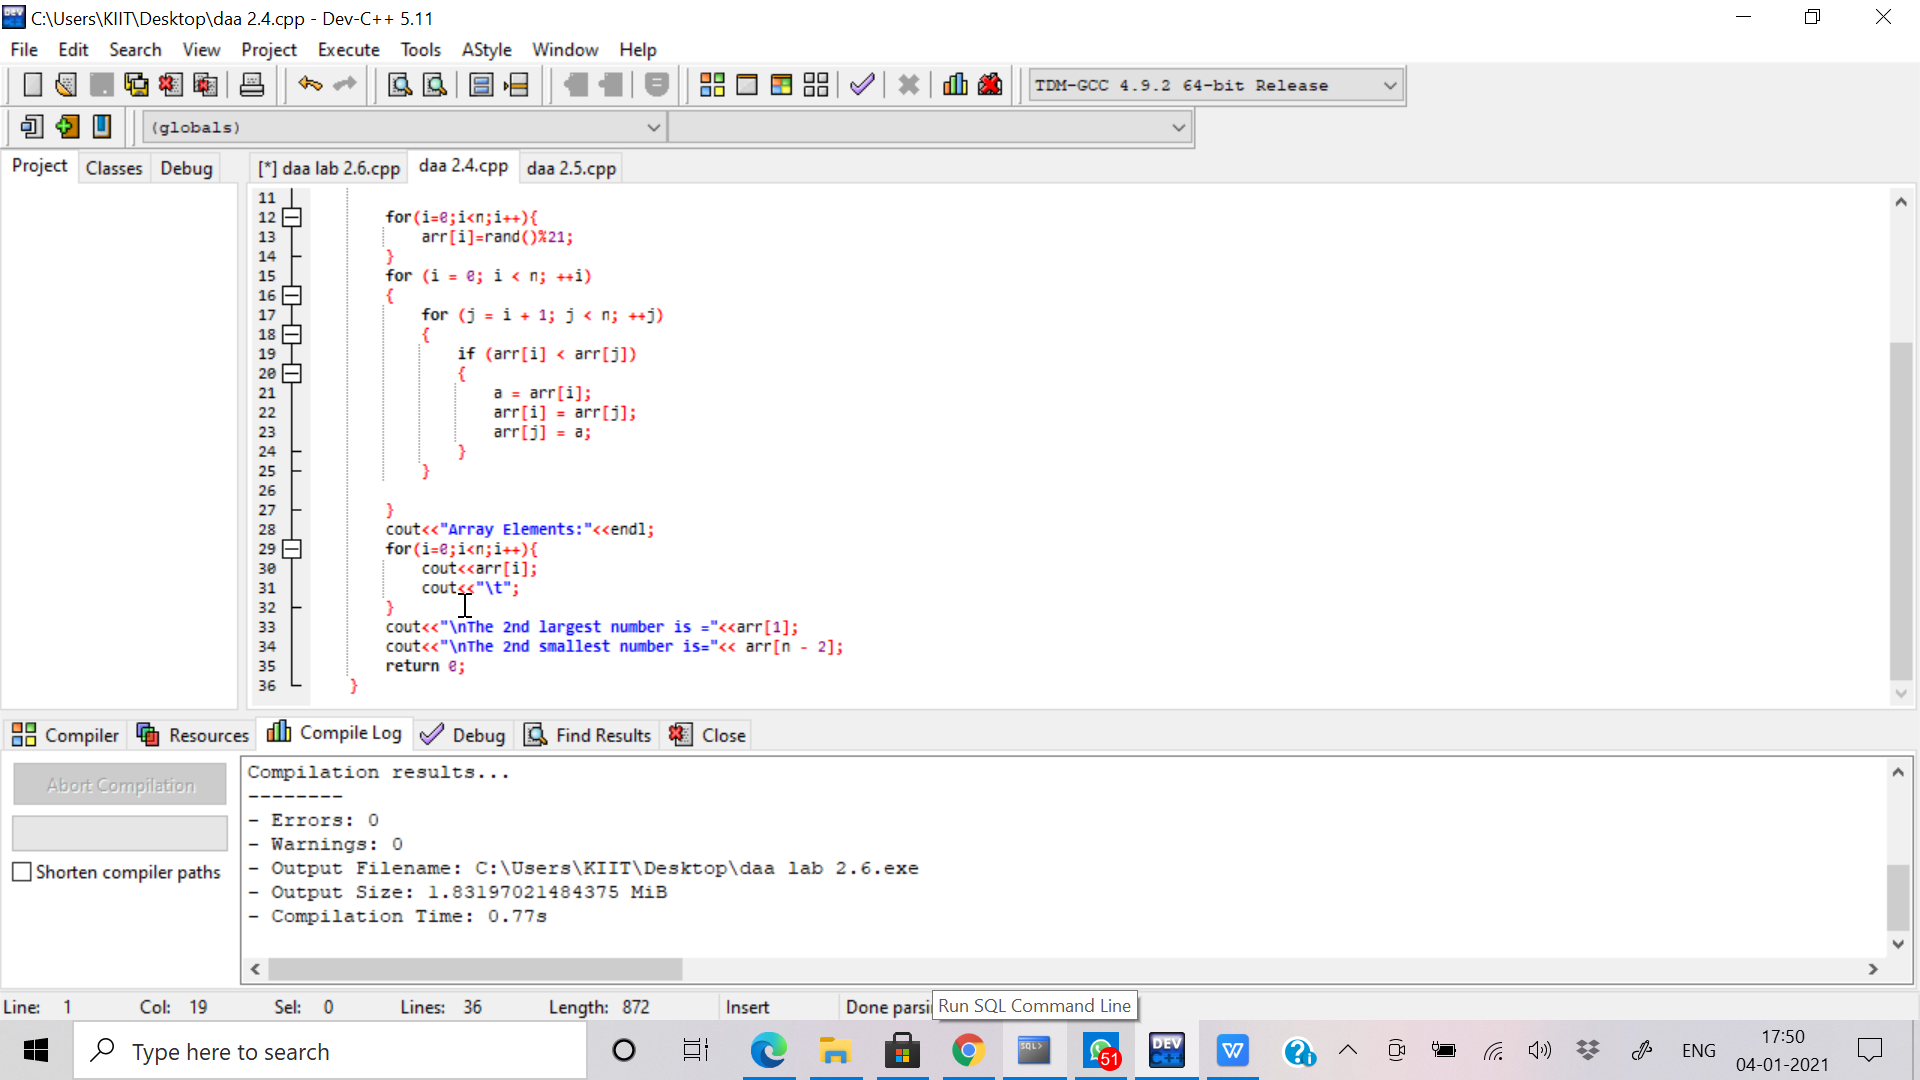 C:\Users\KIIT\Desktop\daa 2.4.cpp - Dev-C++ 5.11
File Edit Search View Project Execute Tools AStyle Window Help
TDM-GCC 4.9.2 64-bit Release
(globals)
Project Classes Debug [*] daa lab 2.6.cpp daa 2.4.cpp daa 2.5.cpp
11
12 for(i=0;i<n;i++){
13 arr[i]=rand()%21;
14 }
15 for (i = 0; i < n; ++i)
16 {
17 for (j = i + 1; j < n; ++j)
18 {
19 if (arr[i] < arr[j])
20 {
21 a = arr[i];
22 arr[i] = arr[j];
23 arr[j] = a;
24 }
25 }
26
27 }
28 cout<<"Array Elements:"<<endl;
29 for(i=0;i<n;i++){
30 cout<<arr[i];
31 cout<<"\t";
32 }
33 cout<<"\nThe 2nd largest number is ="<<arr[1];
34 cout<<"\nThe 2nd smallest number is="<< arr[n - 2];
35 return 0;
36 }
Compiler Resources Compile Log Debug Find Results Close
Abort Compilation
Shorten compiler paths
Compilation results...
--------
- Errors: 0
- Warnings: 0
- Output Filename: C:\Users\KIIT\Desktop\daa lab 2.6.exe
- Output Size: 1.83197021484375 MiB
- Compilation Time: 0.77s
Line: 1 Col: 19 Sel: 0 Lines: 36 Length: 872 Insert Done parsi
Run SQL Command Line
Type here to search
SQL>
51
DEV C++
W
ENG
17:50
04-01-2021